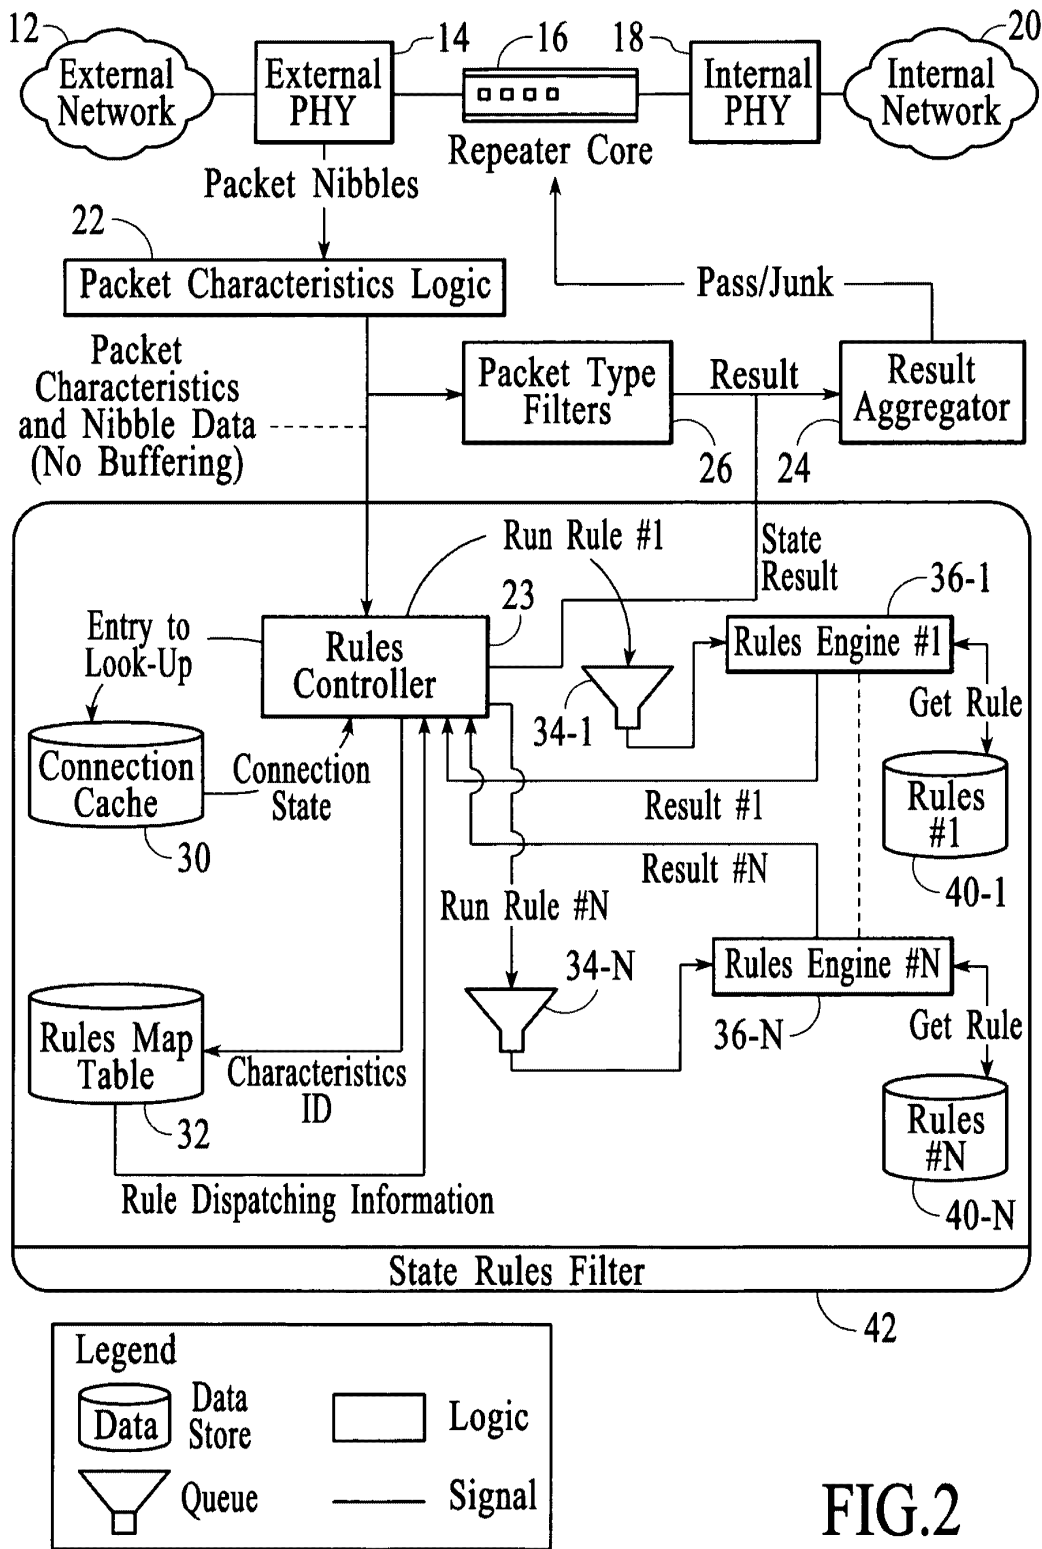 12
14
16
18
20
External
Network
External
PHY
Internal
PHY
Internal
Network
Repeater Core
Packet Nibbles
22
Packet Characteristics Logic
Pass/Junk
Packet
Characteristics
and Nibble Data
(No Buffering)
Packet Type
Filters
Result
Result
Aggregator
26
24
Run Rule #1
State
Result
23
36-1
Entry to
Look-Up
Rules
Controller
Rules Engine #1
34-1
Get Rule
Connection
Cache
Connection
State
Result #1
Rules
#1
30
Result #N
40-1
Run Rule #N
34-N
Rules Engine #N
36-N
Get Rule
Rules Map
Table
Characteristics
ID
32
Rules
#N
Rule Dispatching Information
40-N
State Rules Filter
42
Legend
Data
Data
Store
Logic
Queue
Signal
FIG.2